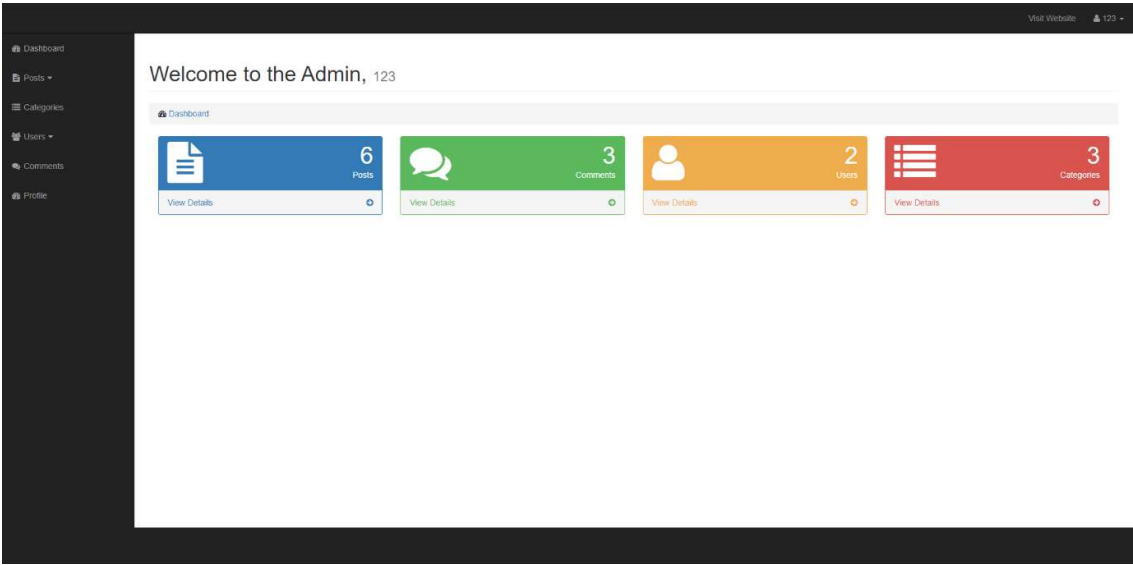 Visit Website 123
Dashboard
Posts
Categories
Users
Comments
Profile
Welcome to the Admin, 123
Dashboard
6
Posts
View Details
3
Comments
View Details
2
Users
View Details
3
Categories
View Details